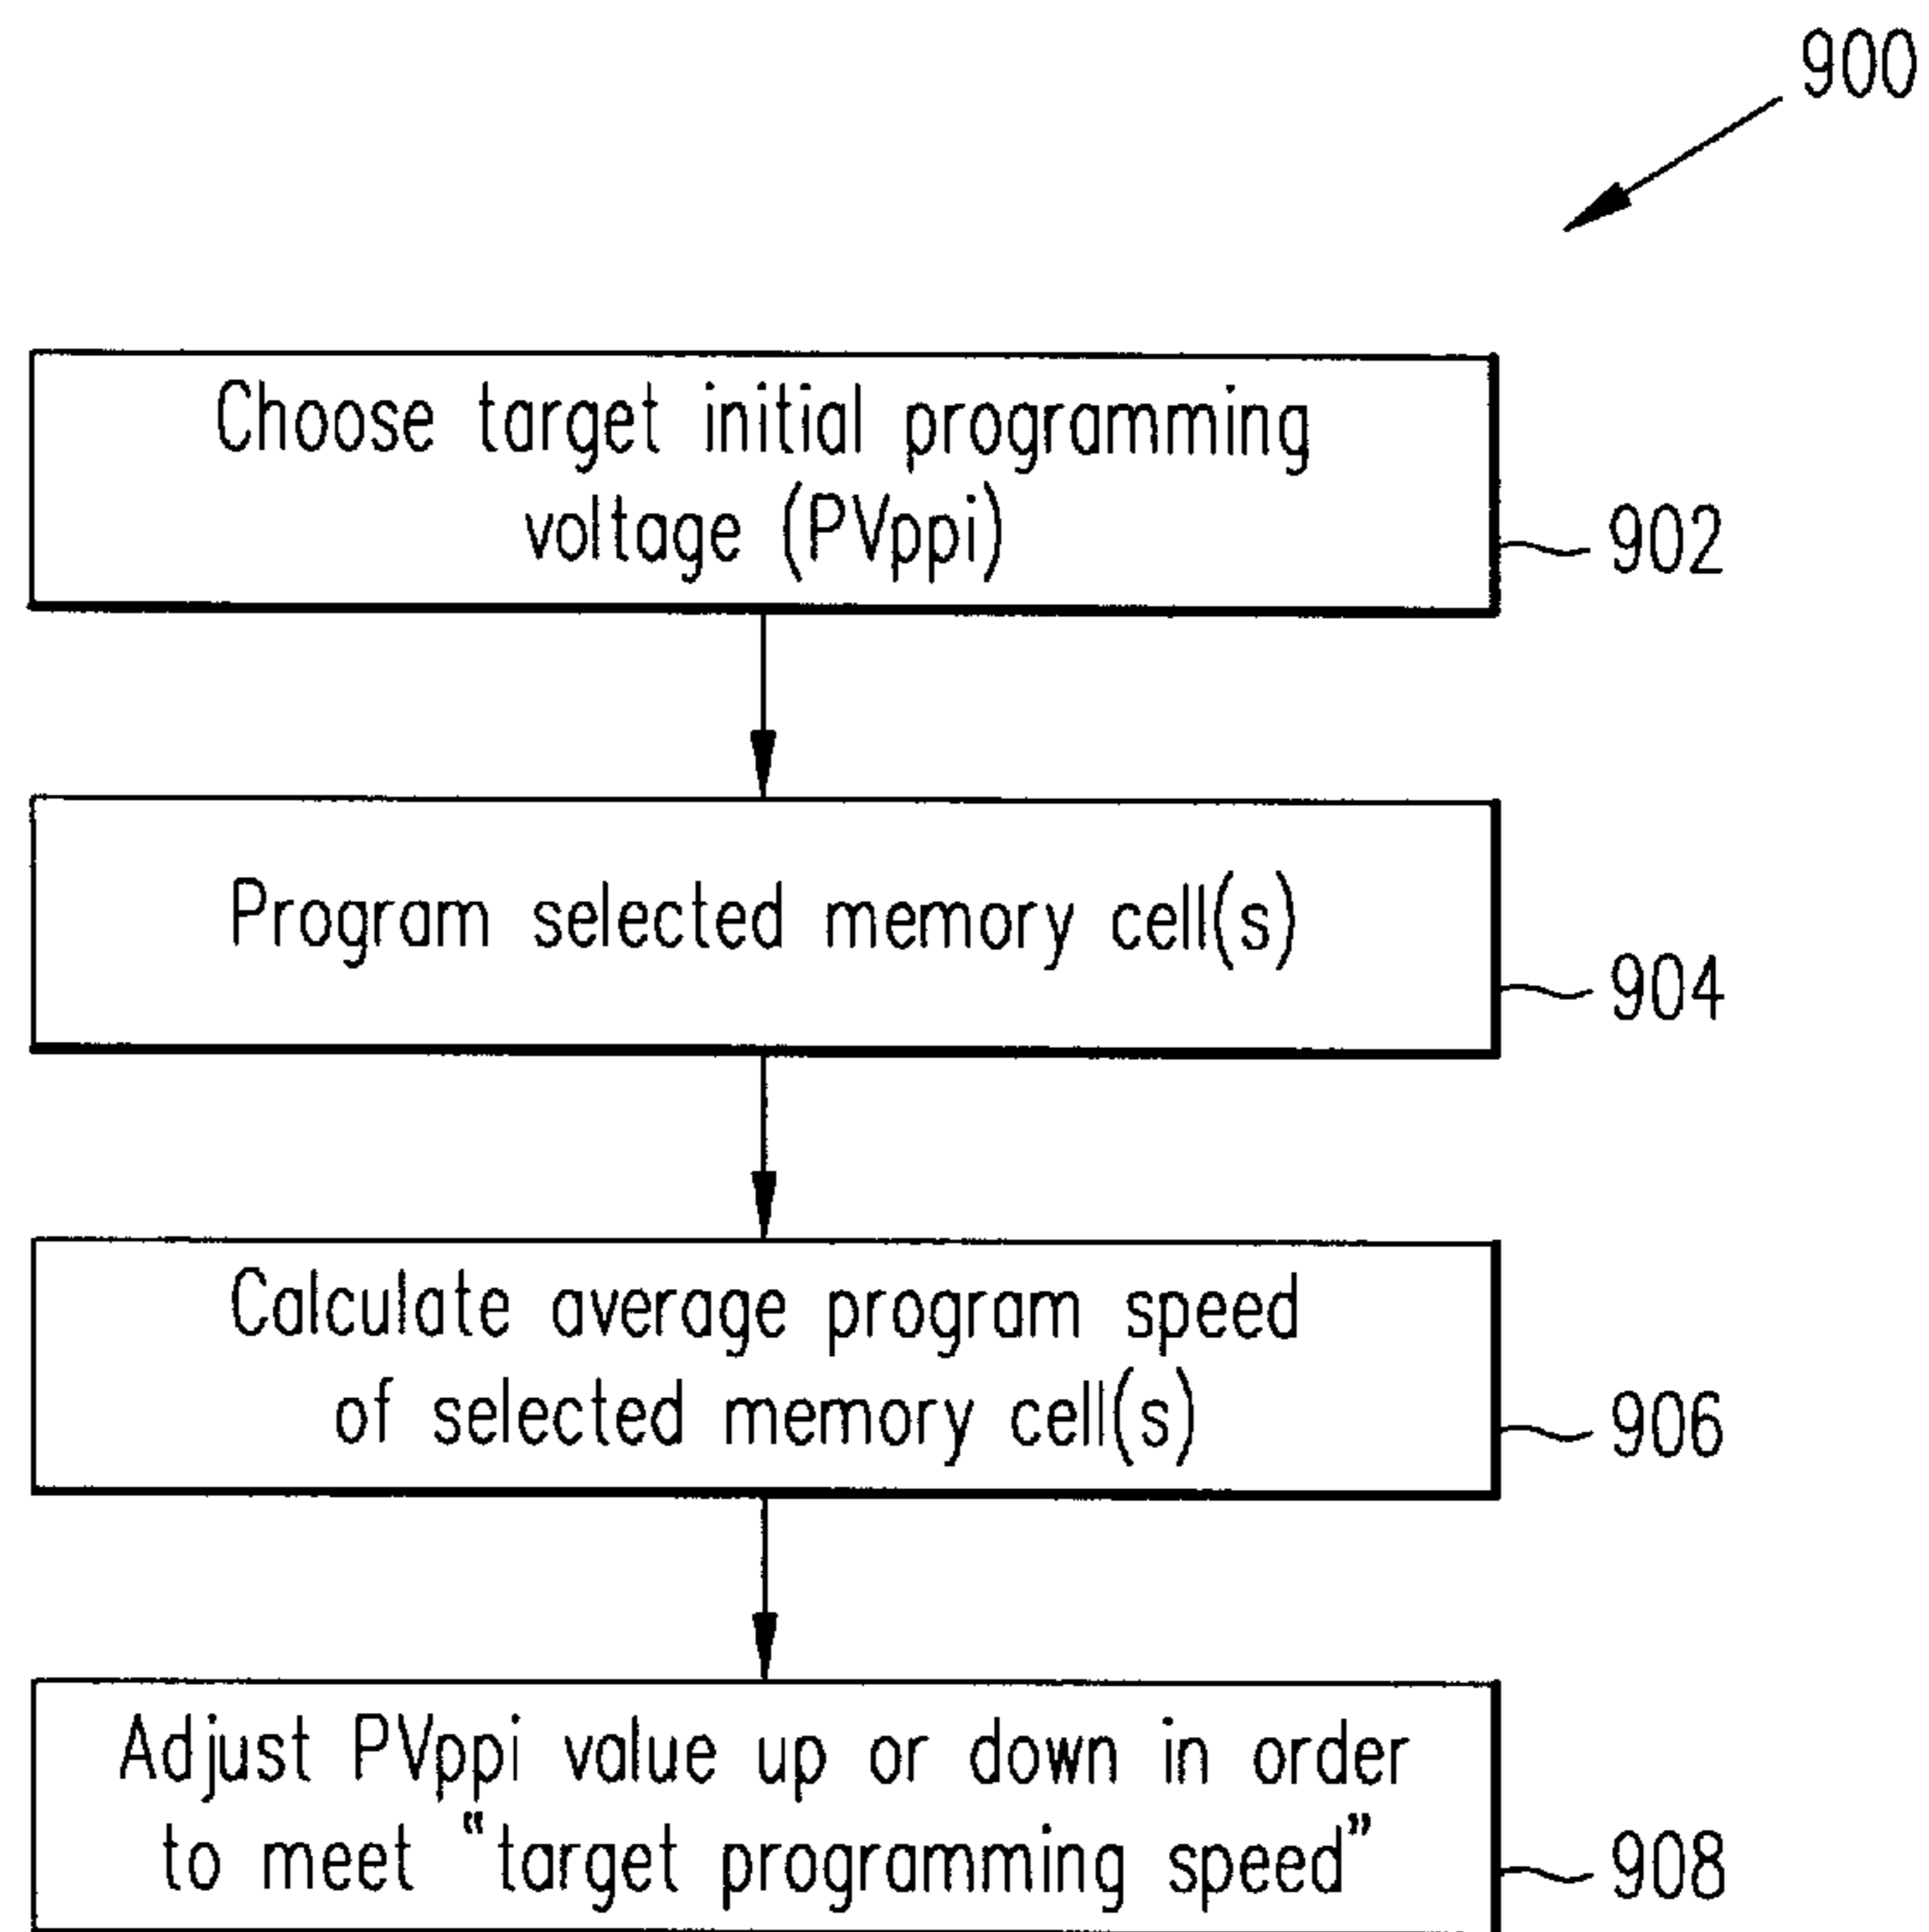 900
Choose target initial programming
voltage (PVppi)
902
Program selected memory cell(s)
904
Calculate average program speed
of selected memory cell(s)
906
Adjust PVppi value up or down in order
to meet “target programming speed”
908